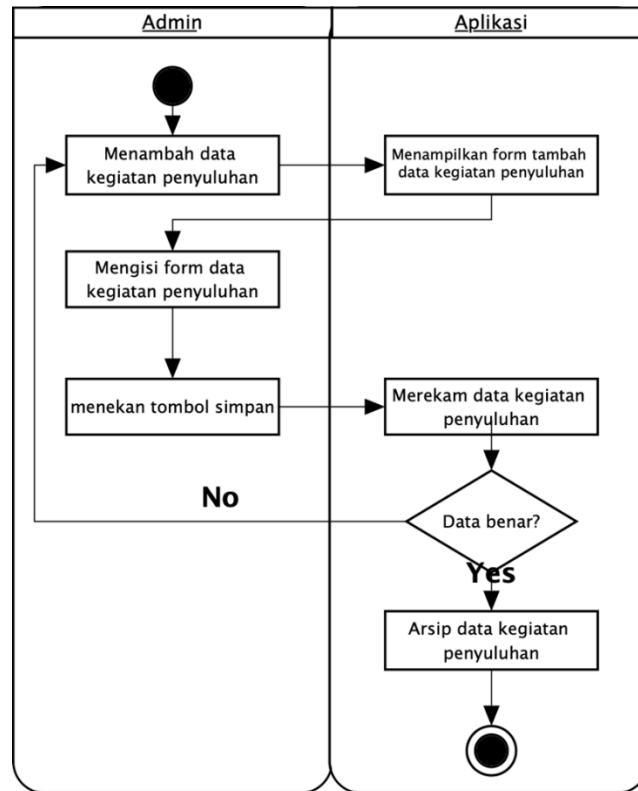 Admin
Aplikasi
Menambah data
kegiatan penyuluhan
Menampilkan form tambah
data kegiatan penyuluhan
Mengisi form data
kegiatan penyuluhan
menekan tombol simpan
Merekam data kegiatan
penyuluhan
No
Data benar?
Yes
Arsip data kegiatan
penyuluhan